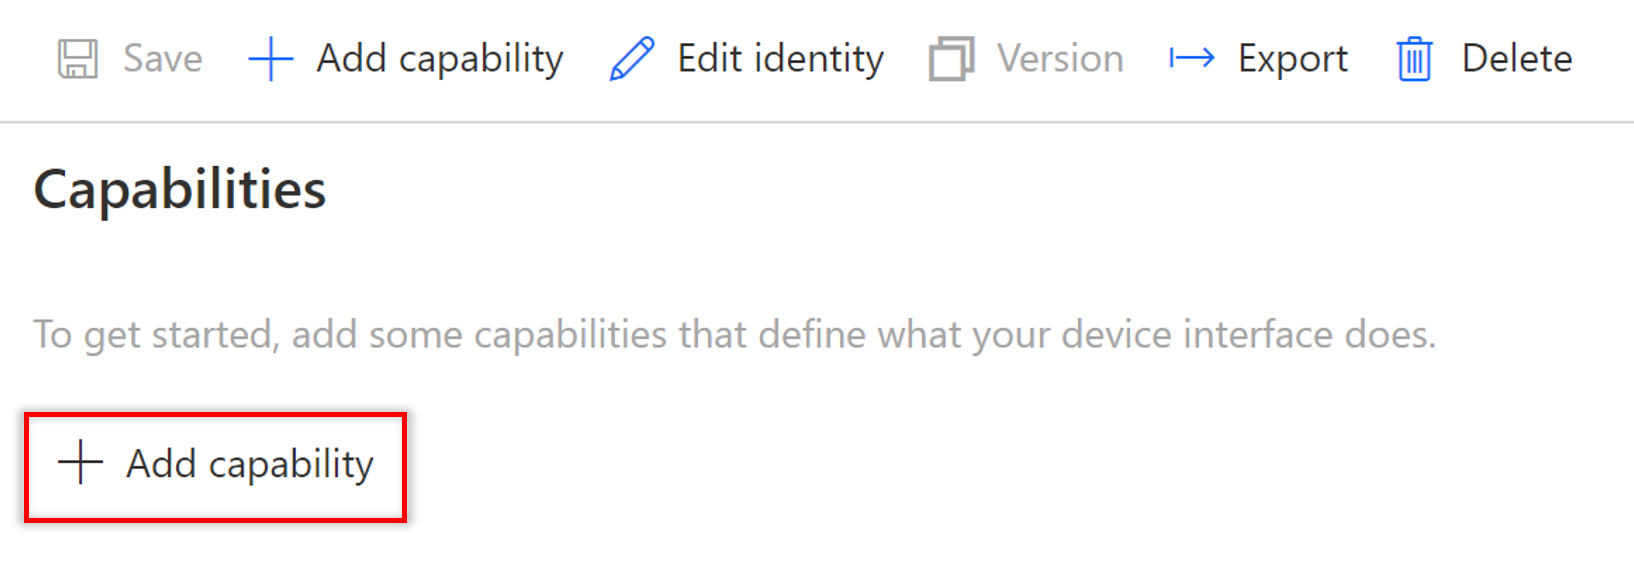 Save Add capability Edit identity Version Export Delete
Capabilities
To get started, add some capabilities that define what your device interface does.
Add capability